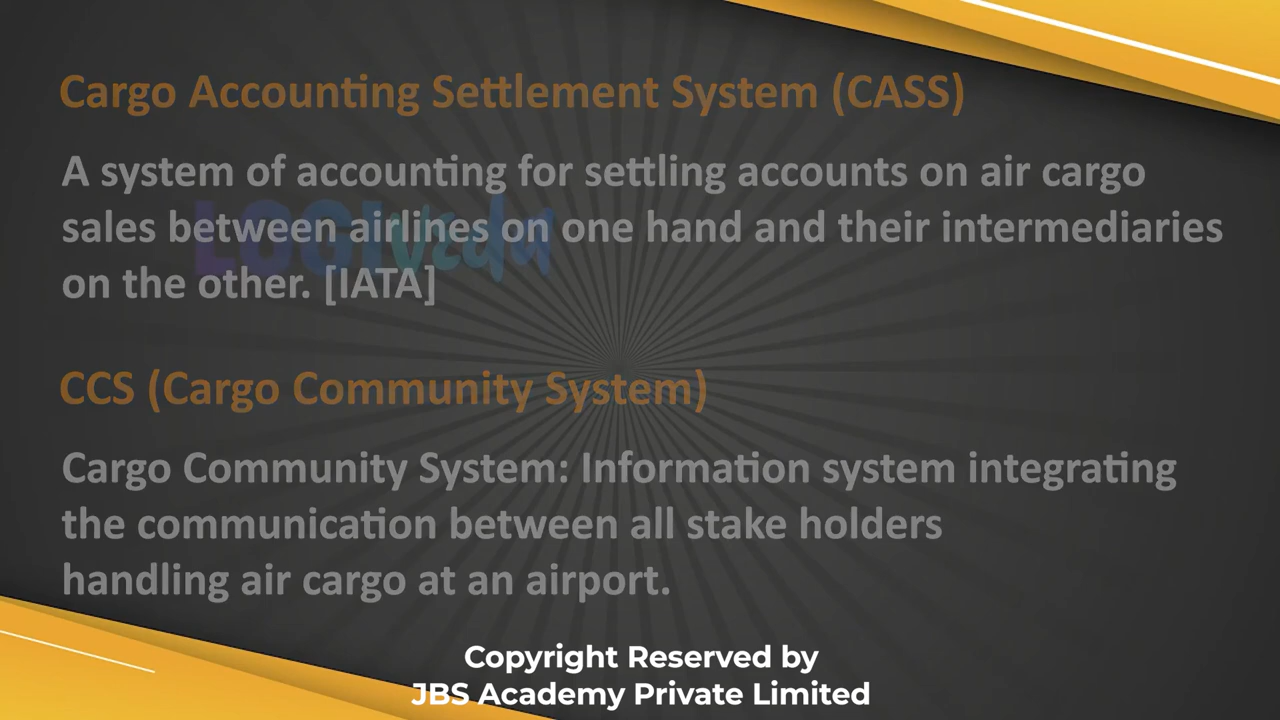 Cargo Accounting Settlement System (CASS)
A system of accounting for settling accounts on air cargo
sales between airlines on one hand and their intermediaries
on the other. [IATA]
LOGIveda
CCS (Cargo Community System)
Cargo Community System: Information system integrating
the communication between all stake holders
handling air cargo at an airport.
Copyright Reserved by
JBS Academy Private Limited